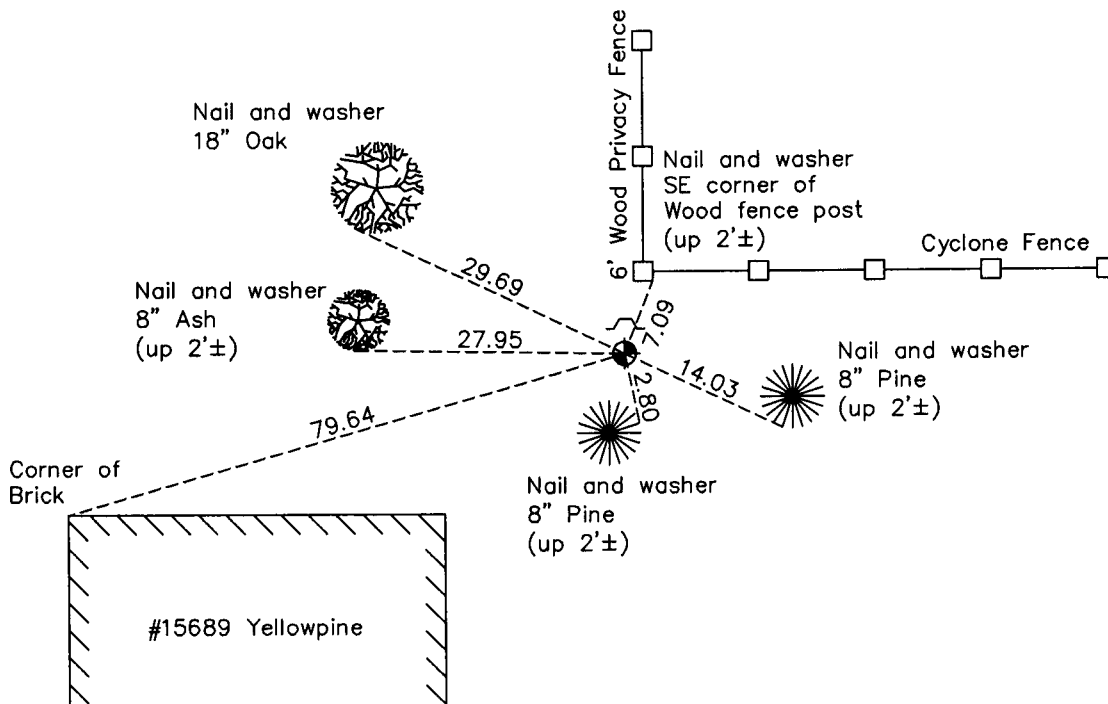 Nail and washer
18" Oak
6' Wood Privacy Fence
Nail and washer
SE corner of
Wood fence post
(up 2'±)
Cyclone Fence
29.69
Nail and washer
8" Ash
(up 2'±)
27.95
7.09
14.03
Nail and washer
8" Pine
(up 2'±)
2.80
79.64
Corner of
Brick
Nail and washer
8" Pine
(up 2'±)
#15689 Yellowpine